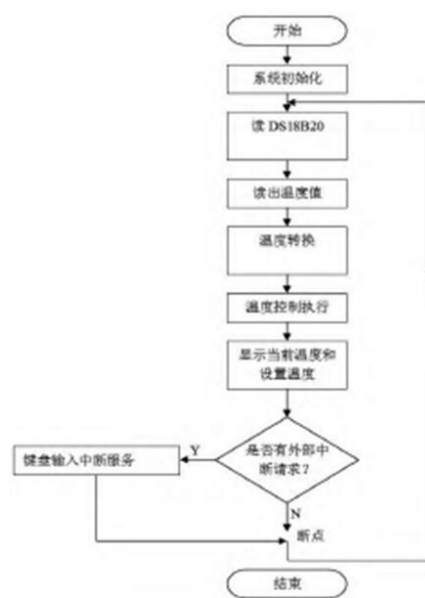 开始
系统初始化
读 DS18B20
读出温度值
温度转换
温度控制执行
显示当前温度和
设置温度
是否有外部中
断请求？
Y
键盘输入中断服务
N
断点
结束